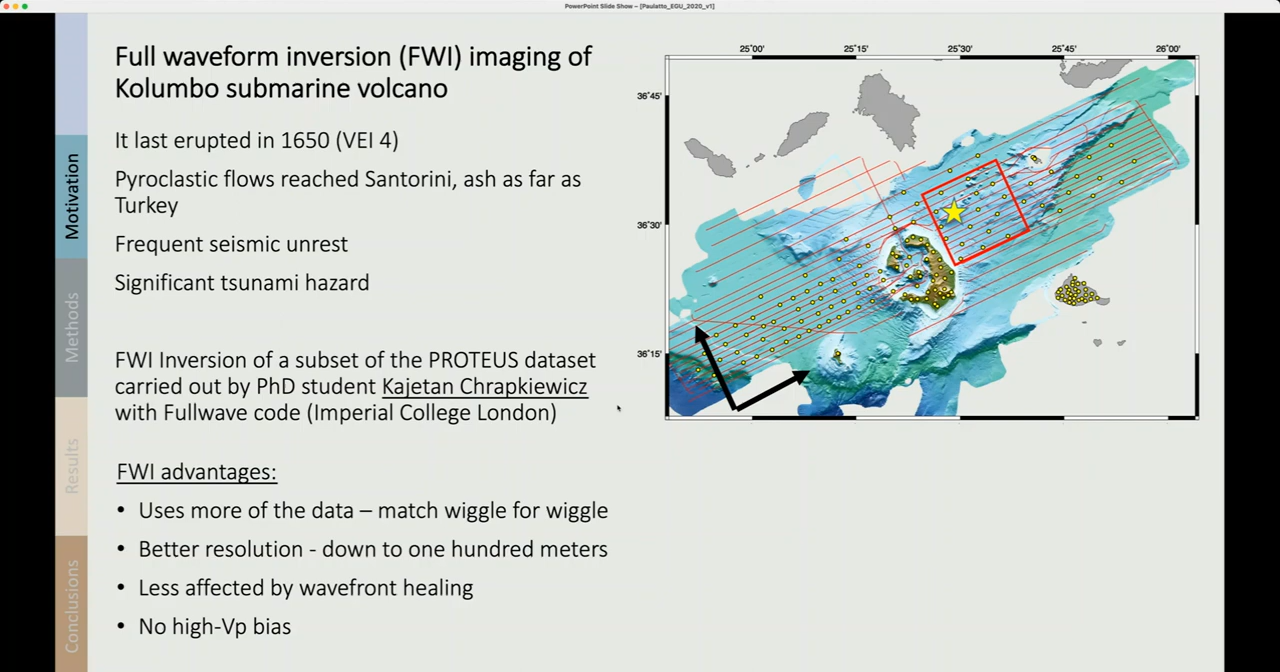 PowerPoint Slide Show – [Paulatto_EGU_2020_v1]
Motivation
Methods
Results
Conclusions
Full waveform inversion (FWI) imaging of
Kolumbo submarine volcano
It last erupted in 1650 (VEI 4)
Pyroclastic flows reached Santorini, ash as far as
Turkey
Frequent seismic unrest
Significant tsunami hazard
FWI Inversion of a subset of the PROTEUS dataset
carried out by PhD student Kajetan Chrapkiewicz
with Fullwave code (Imperial College London)
FWI advantages:
• Uses more of the data – match wiggle for wiggle
• Better resolution - down to one hundred meters
• Less affected by wavefront healing
• No high-Vp bias
25˚00' 25˚15' 25˚30' 25˚45' 26˚00'
36˚45'
36˚30'
36˚15'